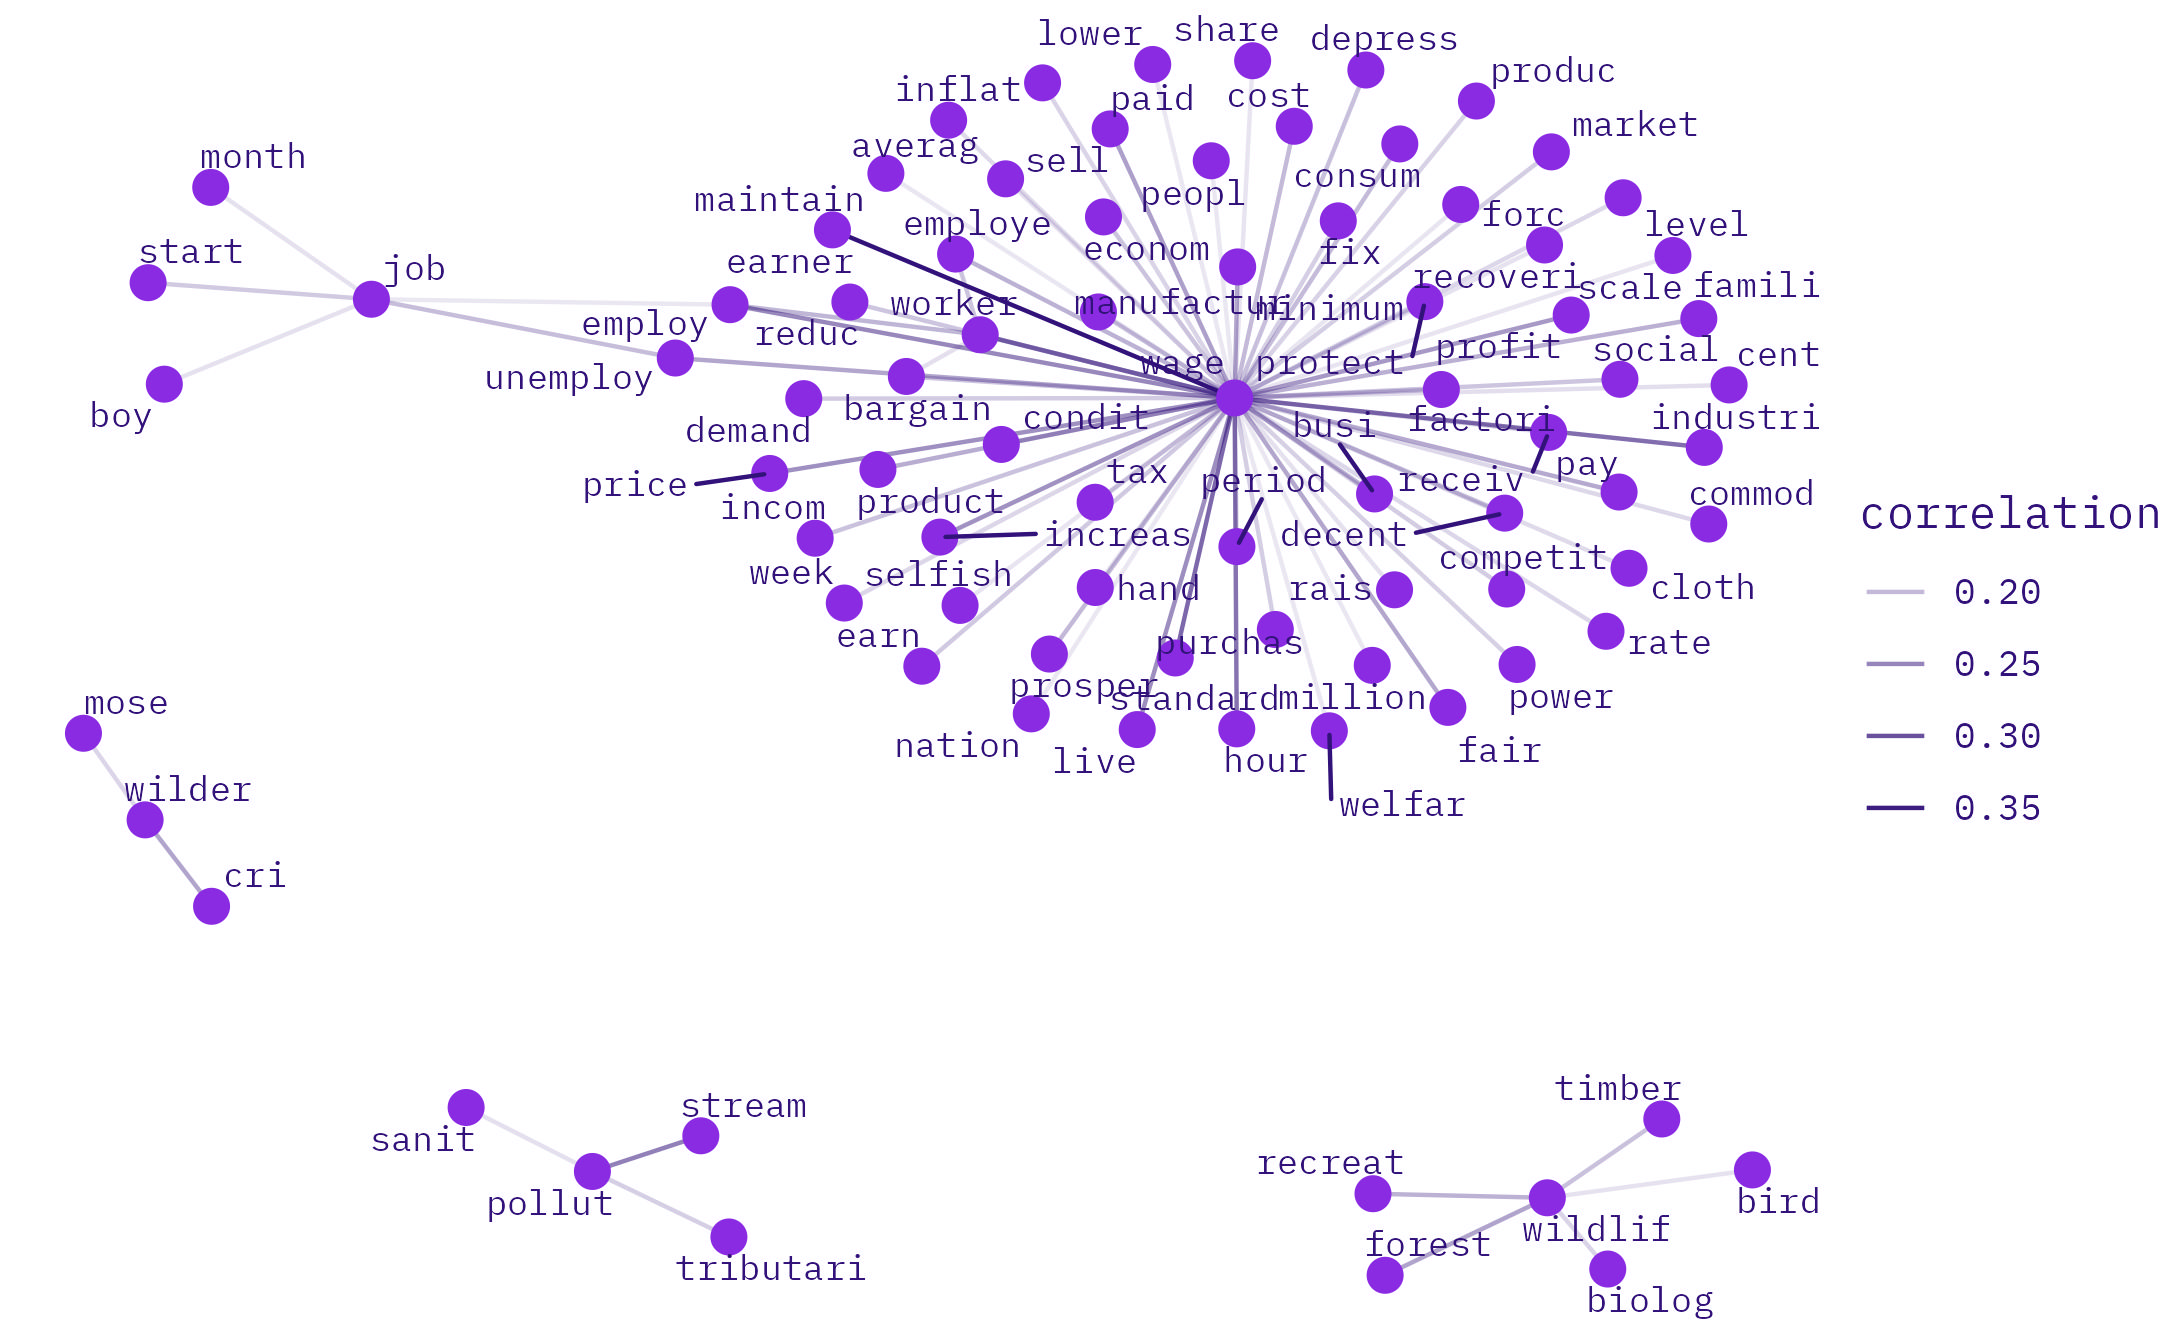 lower
share
depress
produc
inflat
paid
cost
market
averag
sell
month
peopl
consum
maintain
employe
forc
level
start
econom
fix
earner
job
recoveri
scale
famili
worker
manufactur
minimum
employ
reduc
wage
protect
profit
social
cent
unemploy
boy
demand
bargain
condit
busi
factori
industri
tax
period
receiv
pay
price
incom
product
commod
correlation
increas
decent
competit
week
selfish
hand
rais
cloth
0.20
earn
purchas
rate
0.25
prosper
standard
million
power
mose
nation
live
hour
fair
0.30
wilder
welfar
0.35
cri
timber
stream
sanit
recreat
pollut
bird
wildlif
forest
tributari
biolog